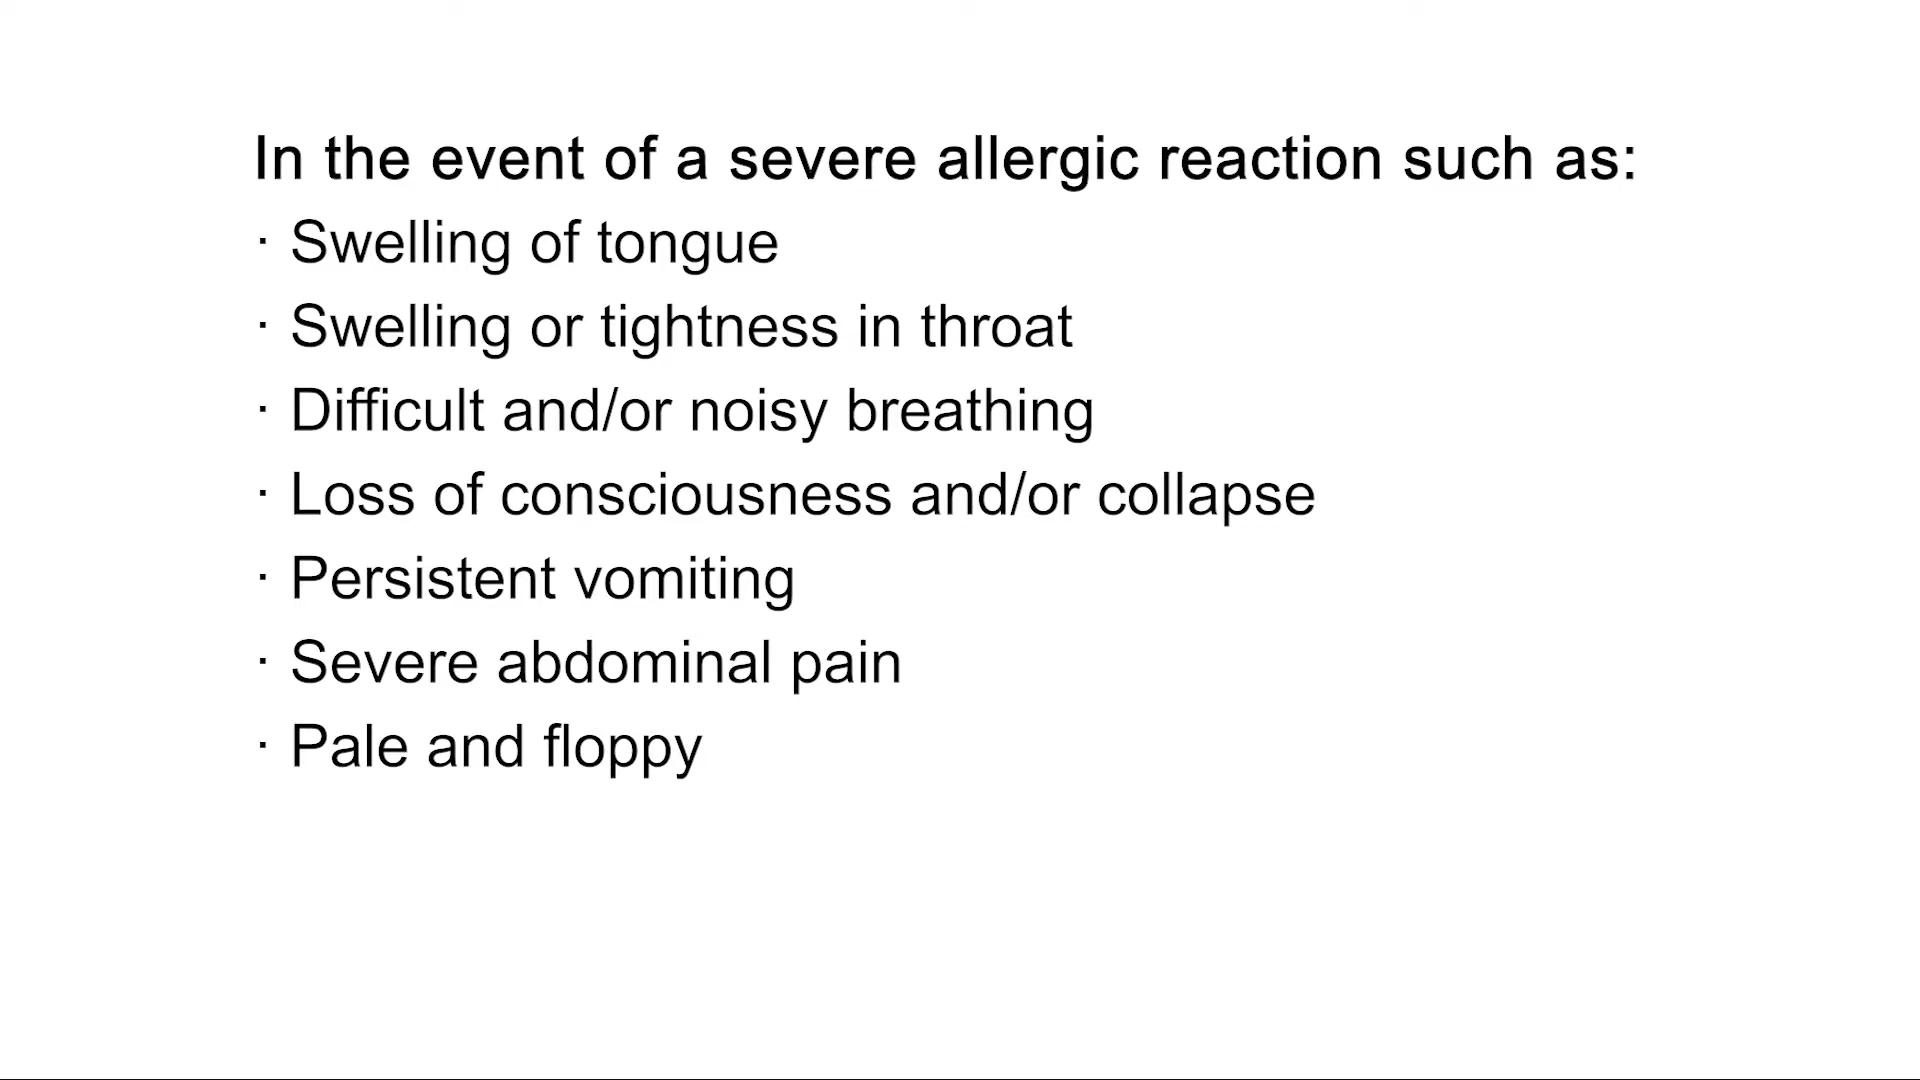 In the event of a severe allergic reaction such as:
· Swelling of tongue
· Swelling or tightness in throat
· Difficult and/or noisy breathing
· Loss of consciousness and/or collapse
· Persistent vomiting
· Severe abdominal pain
· Pale and floppy